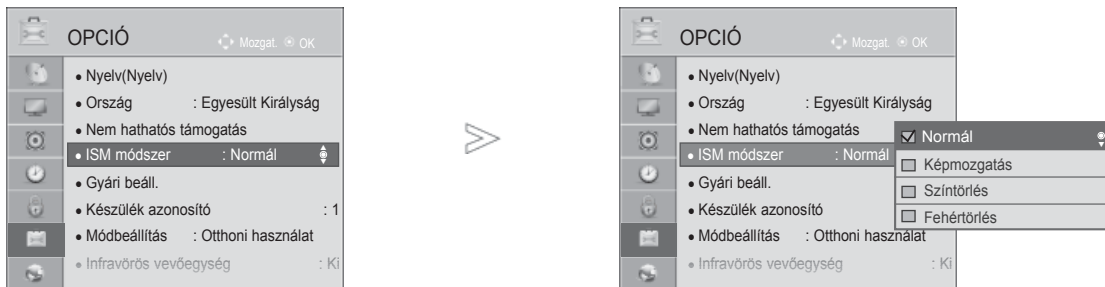 OPCIÓ
Mozgat. OK
• Nyelv(Nyelv)
• Ország : Egyesült Királyság
• Nem hathatós támogatás
• ISM módszer : Normál
• Gyári beáll.
• Készülék azonosító : 1
• Módbeállítás : Otthoni használat
• Infravörös vevőegység : Ki
OPCIÓ
Mozgat. OK
• Nyelv(Nyelv)
• Ország : Egyesült Királyság
• Nem hathatós támogatás
• ISM módszer : Normál
• Gyári beáll.
• Készülék azonosító
• Módbeállítás : Otthoni használat
• Infravörös vevőegység : Ki
Normál
Képmozgatás
Színtörlés
Fehértörlés